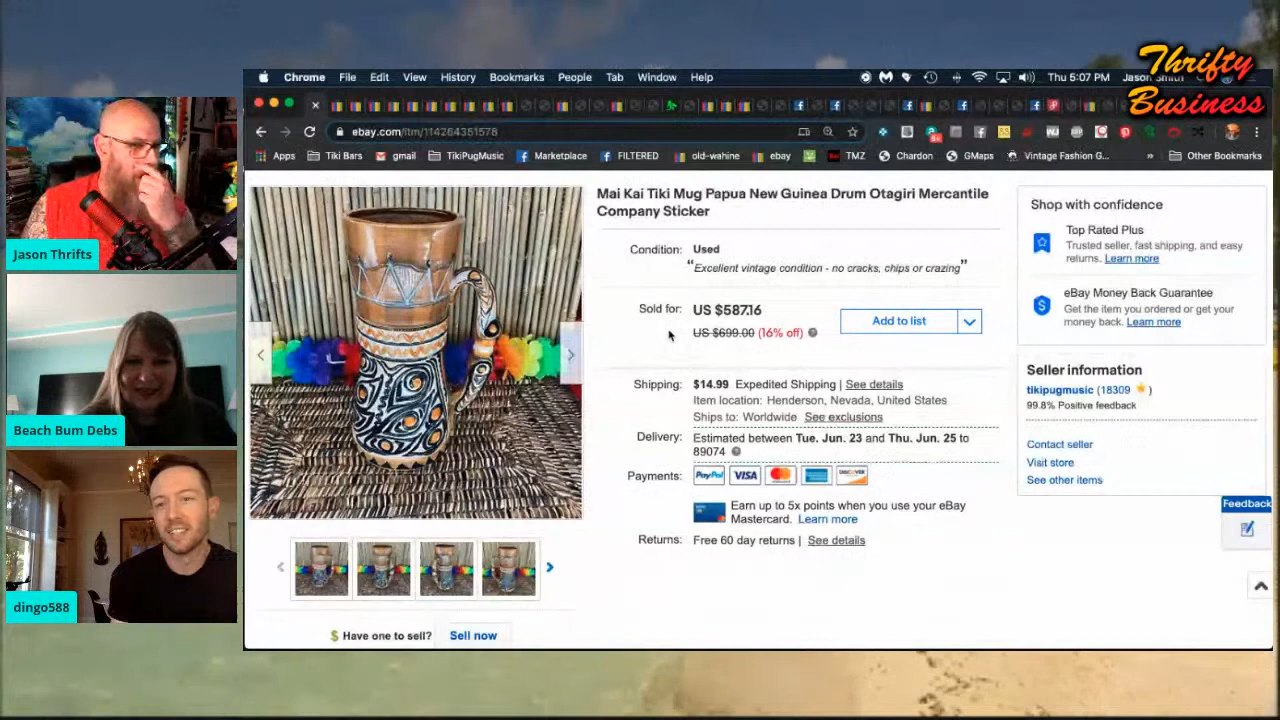 Thrifty
Business
Chrome File Edit View History Bookmarks People Tab Window Help
Thu 5:07 PM Jason Smith
ebay.com/itm/114264351578
Apps Tiki Bars gmail TikiPugMusic Marketplace FILTERED old-wahine ebay TMZ Chardon GMaps Vintage Fashion G... » Other Bookmarks
Jason Thrifts
Beach Bum Debs
dingo588
Mai Kai Tiki Mug Papua New Guinea Drum Otagiri Mercantile
Company Sticker
Condition: Used
"Excellent vintage condition - no cracks, chips or crazing"
Sold for: US $587.16
US $699.00 (16% off)
Add to list
Shipping: $14.99 Expedited Shipping | See details
Item location: Henderson, Nevada, United States
Ships to: Worldwide See exclusions
Delivery: Estimated between Tue. Jun. 23 and Thu. Jun. 25 to
89074
Payments: PayPal VISA
Earn up to 5x points when you use your eBay
Mastercard. Learn more
Returns: Free 60 day returns | See details
$ Have one to sell? Sell now
Shop with confidence
Top Rated Plus
Trusted seller, fast shipping, and easy
returns. Learn more
eBay Money Back Guarantee
Get the item you ordered or get your
money back. Learn more
Seller information
tikipugmusic (18309 )
99.8% Positive feedback
Contact seller
Visit store
See other items
Feedback